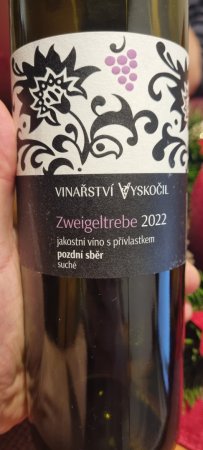 VINAŘSTVÍ VYSKOČIL
Zweigeltrebe 2022
jakostní víno s přívlastkem
pozdní sběr
suché